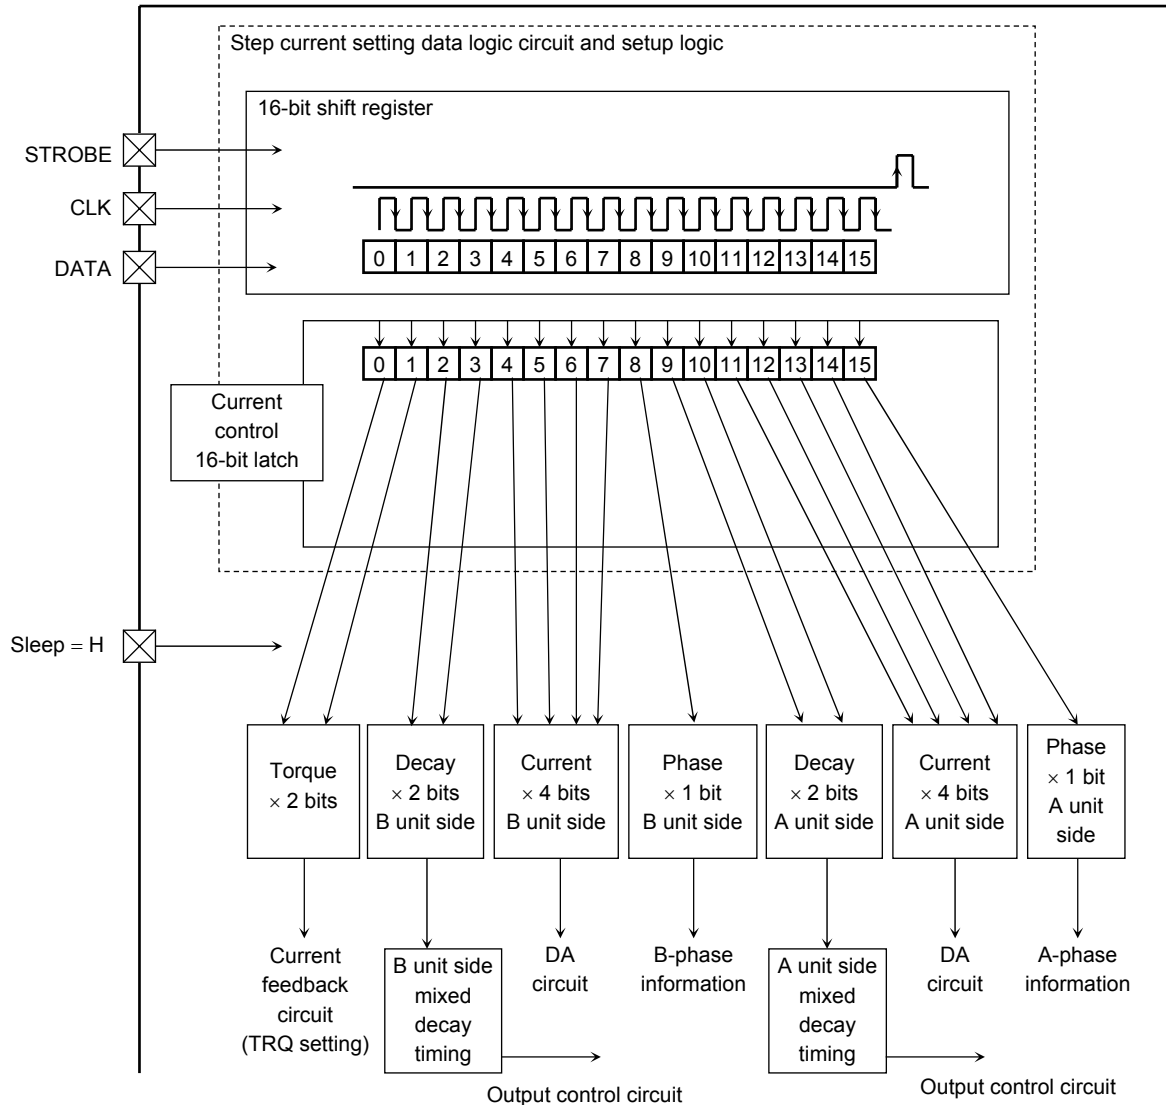 Step current setting data logic circuit and setup logic
16-bit shift register
STROBE
CLK
DATA
0 1 2 3 4 5 6 7 8 9 10 11 12 13 14 15
0 1 2 3 4 5 6 7 8 9 10 11 12 13 14 15
Current
control
16-bit latch
Sleep = H
Torque
× 2 bits
Decay
× 2 bits
B unit side
Current
× 4 bits
B unit side
Phase
× 1 bit
B unit side
Decay
× 2 bits
A unit side
Current
× 4 bits
A unit side
Phase
× 1 bit
A unit
side
Current
feedback
circuit
(TRQ setting)
B unit side
mixed
decay
timing
DA
circuit
B-phase
information
A unit side
mixed
decay
timing
DA
circuit
A-phase
information
Output control circuit
Output control circuit